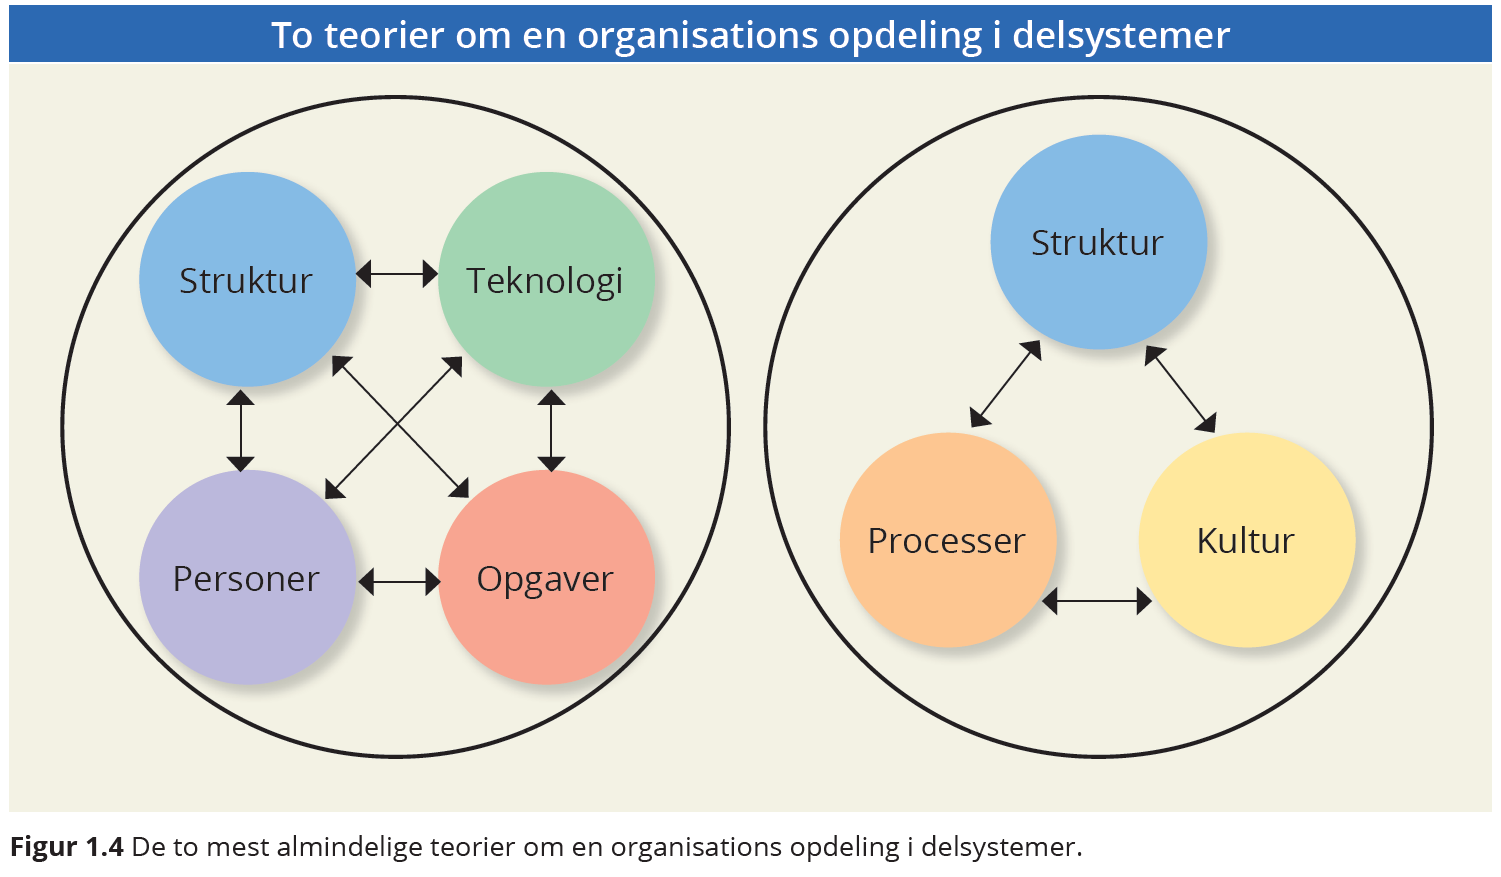 To teorier om en organisations opdeling i delsystemer
Struktur
Teknologi
Personer
Opgaver
Struktur
Processer
Kultur
Figur 1.4 De to mest almindelige teorier om en organisations opdeling i delsystemer.